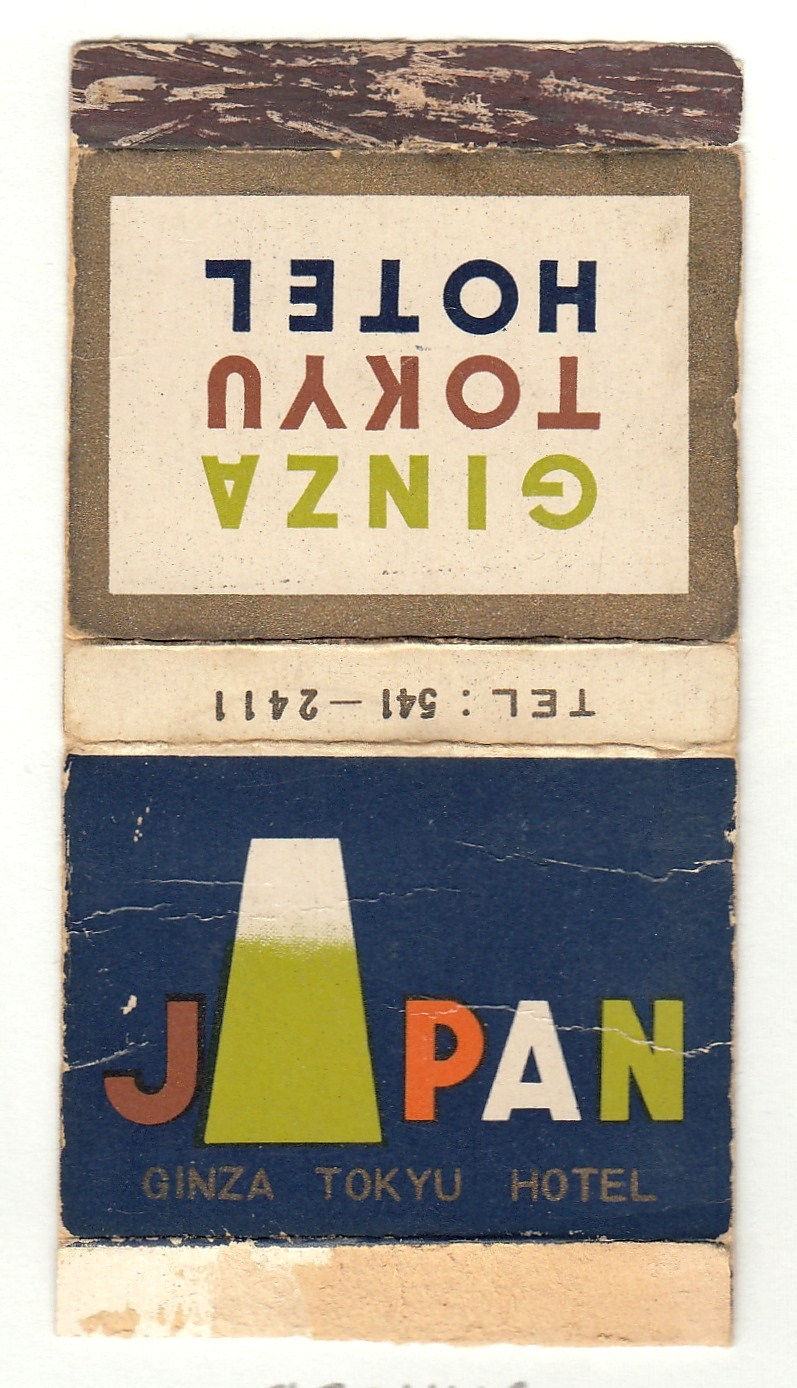 GINZA
TOKYU
HOTEL
TEL : 541-2411
JAPAN
GINZA TOKYU HOTEL